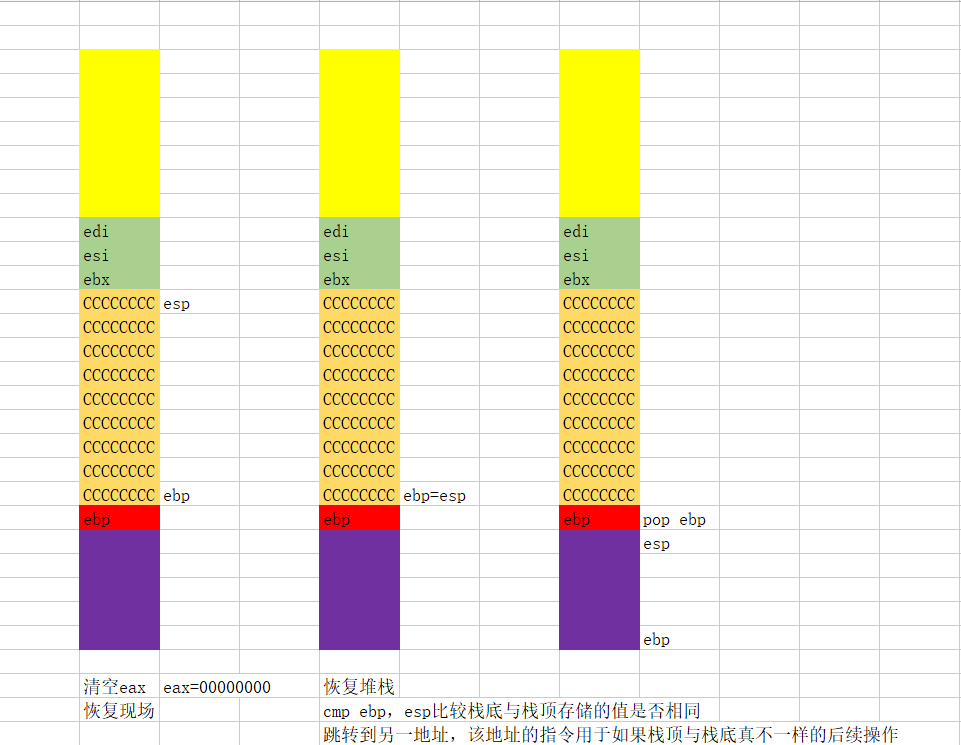 edi edi edi
esi esi esi
ebx ebx ebx
CCCCCCCC esp CCCCCCCC CCCCCCCC
CCCCCCCC CCCCCCCC CCCCCCCC
CCCCCCCC CCCCCCCC CCCCCCCC
CCCCCCCC CCCCCCCC CCCCCCCC
CCCCCCCC CCCCCCCC CCCCCCCC
CCCCCCCC CCCCCCCC CCCCCCCC
CCCCCCCC CCCCCCCC CCCCCCCC
CCCCCCCC CCCCCCCC CCCCCCCC
CCCCCCCC ebp CCCCCCCC ebp=esp CCCCCCCC
ebp ebp ebp pop ebp
esp
ebp
清空eax eax=00000000 恢复堆栈
恢复现场 cmp ebp，esp比较栈底与栈顶存储的值是否相同
跳转到另一地址，该地址的指令用于如果栈顶与栈底真不一样的后续操作